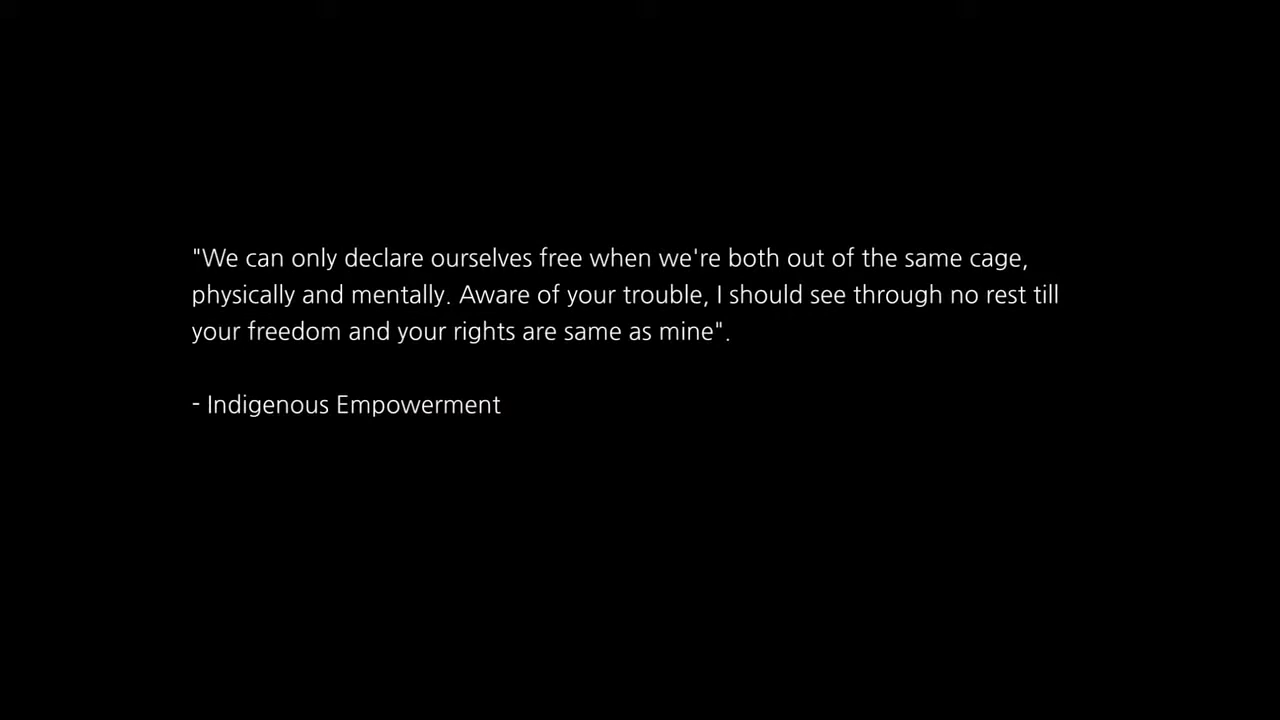 "We can only declare ourselves free when we're both out of the same cage,
physically and mentally. Aware of your trouble, I should see through no rest till
your freedom and your rights are same as mine".
- Indigenous Empowerment